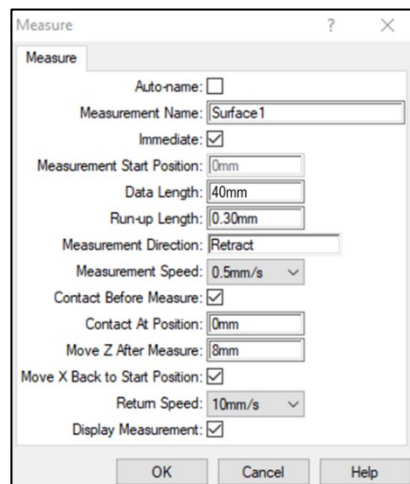 Measure ?
Measure
Auto-name:
Measurement Name: Surface1
Immediate:
Measurement Start Position: 0mm
Data Length: 40mm
Run-up Length: 0.30mm
Measurement Direction: Retract
Measurement Speed: 0.5mm/s
Contact Before Measure:
Contact At Position: 0mm
Move Z After Measure: 8mm
Move X Back to Start Position:
Return Speed: 10mm/s
Display Measurement:
OK Cancel Help